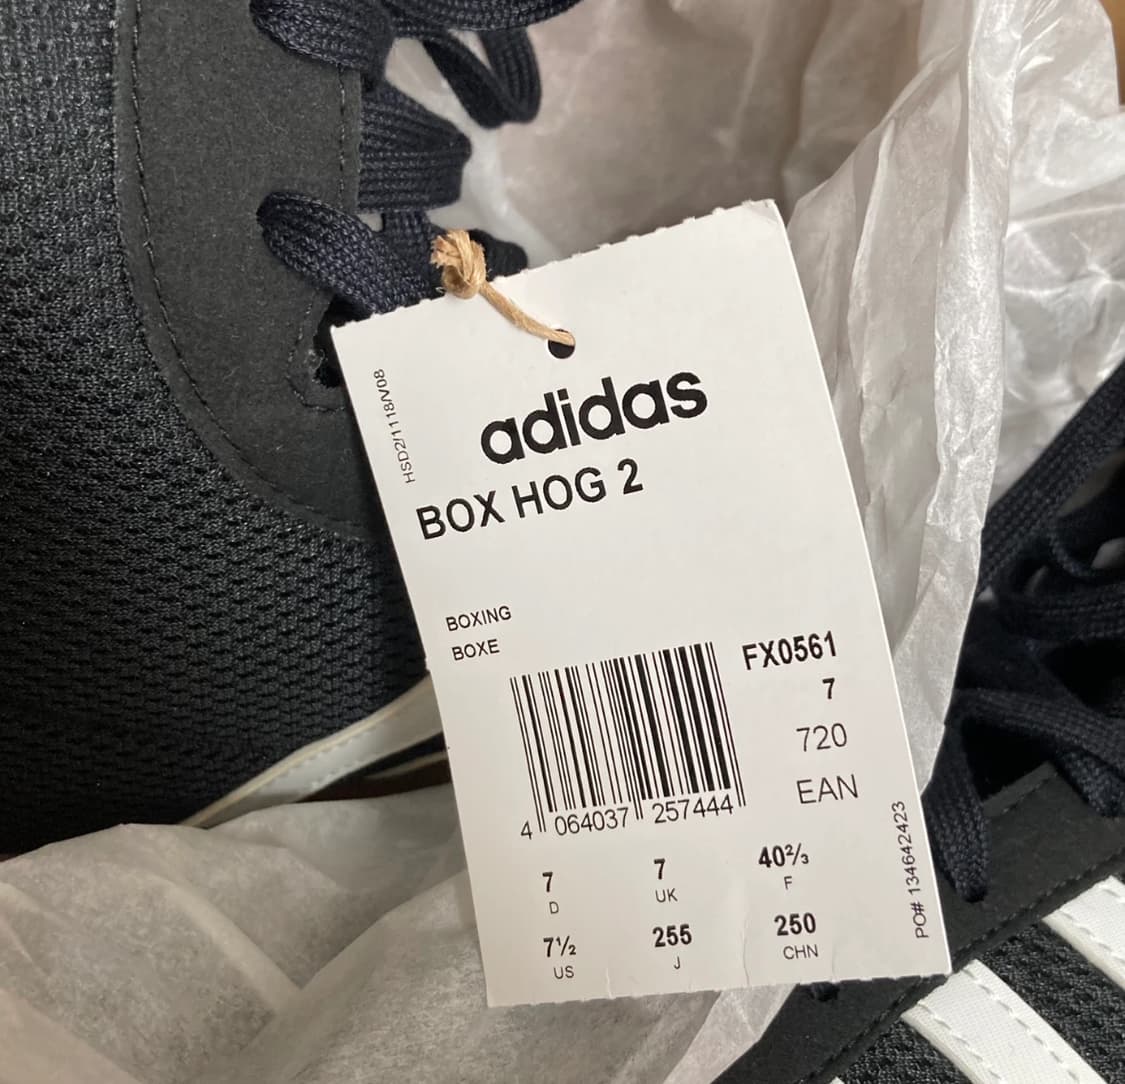 HSD2/1118/V08
adidas
BOX HOG 2
BOXING
BOXE
FX0561
7
720
EAN
4 064037 257444
7 7 40⅔
D UK F
7½ 255 250
US J CHN
PO# 134642423